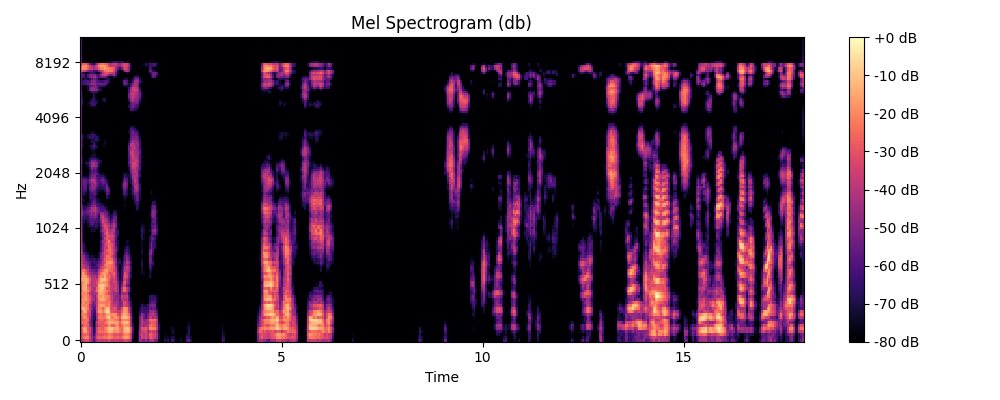 Mel Spectrogram (db)
Hz
8192
4096
2048
1024
512
0
0 5 10 15
Time
+0 dB
-10 dB
-20 dB
-30 dB
-40 dB
-50 dB
-60 dB
-70 dB
-80 dB